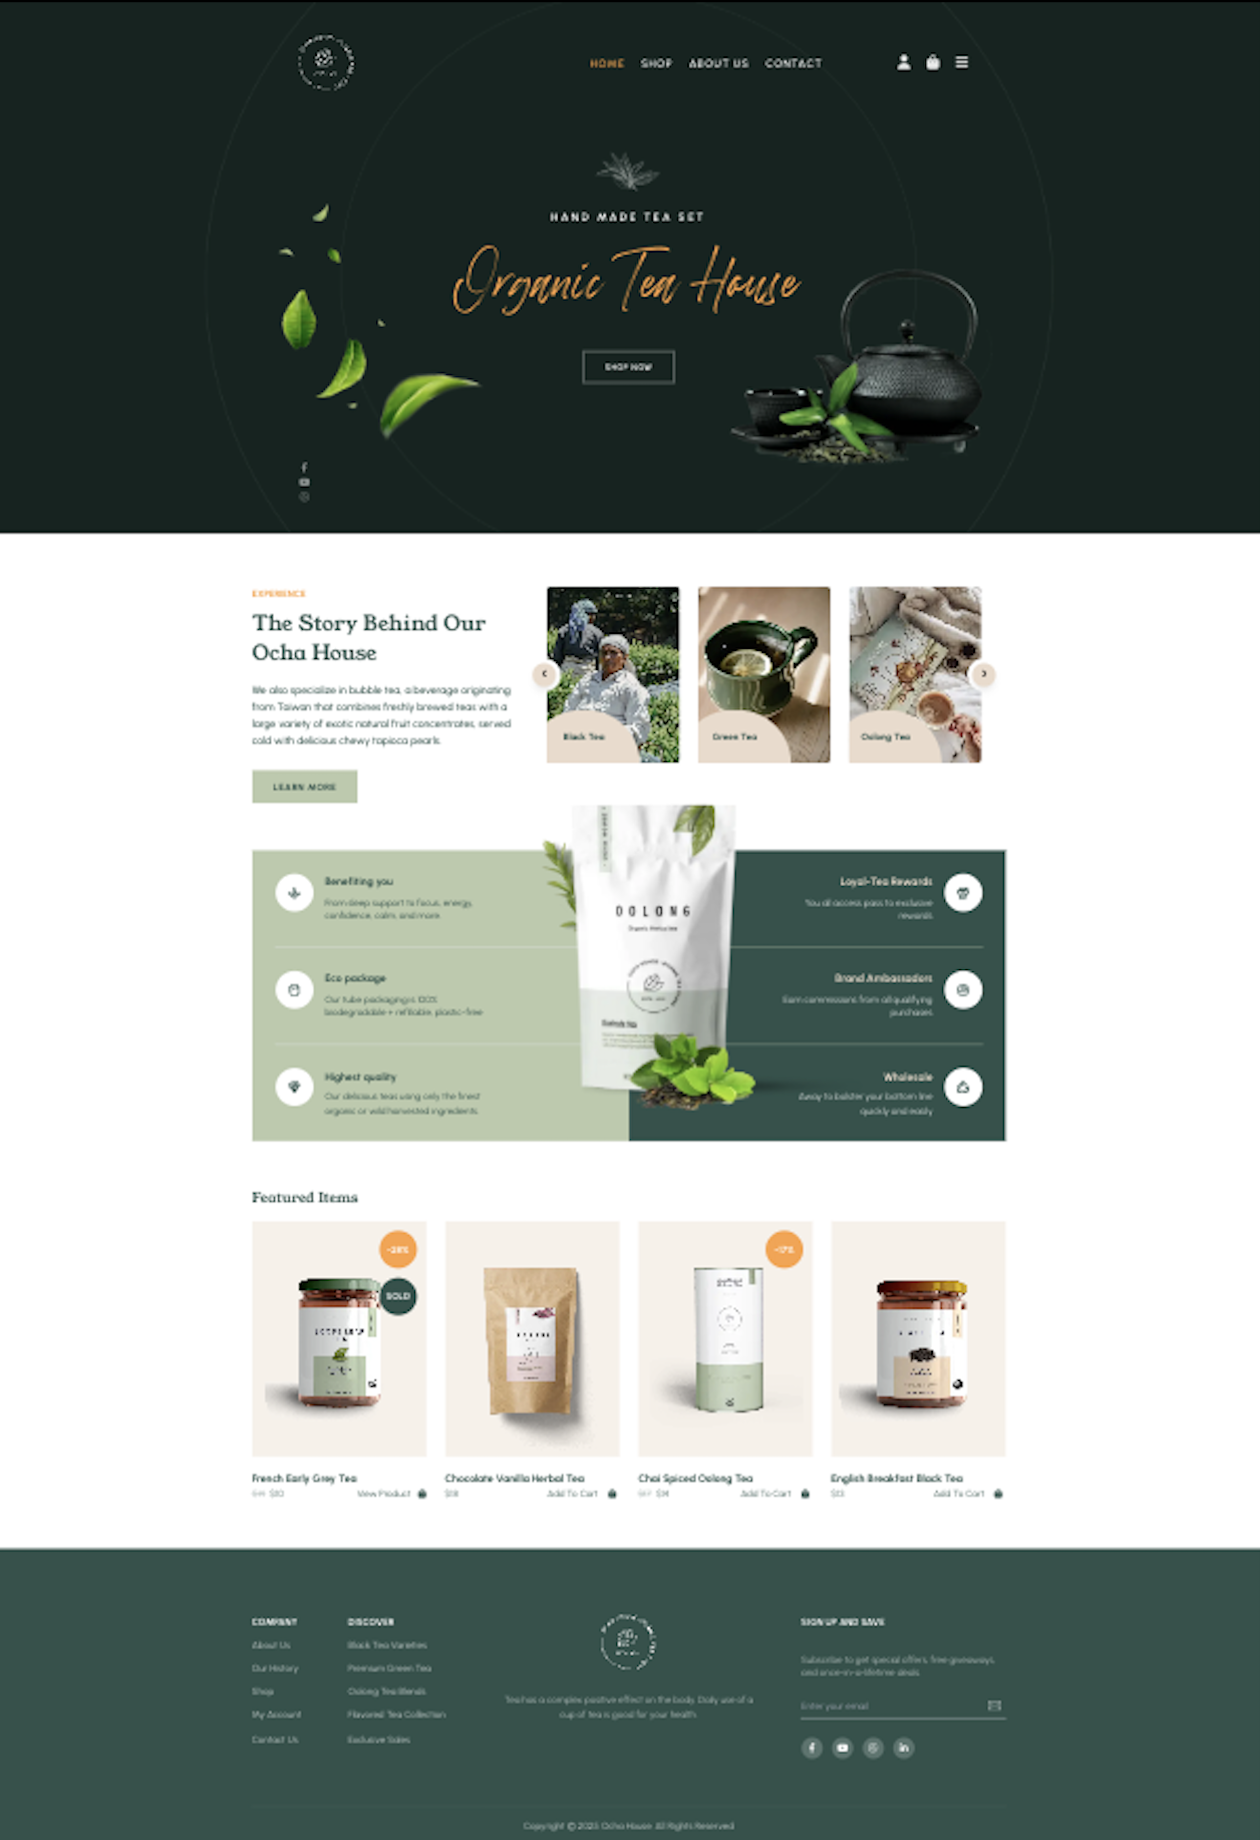 HOME SHOP ABOUT US CONTACT
HAND MADE TEA SET
Organic Tea House
SHOP NOW
EXPERIENCE
The Story Behind Our
Ocha House
We also specialize in bubble tea, a beverage originating
from Taiwan that combines freshly brewed teas with a
large variety of exotic natural fruit concentrates, served
cold with delicious chewy tapioca pearls.
LEARN MORE
Black Tea
Green Tea
Oolong Tea
Benefiting you
From deep support to focus, energy,
confidence, calm, and more.
Eco package
Our tube packaging is 100%
biodegradable + refillable, plastic-free
Highest quality
Our delicious teas using only the finest
organic or wild harvested ingredients.
OOLONG
Organic Herbal tea
Loyal-Tea Rewards
You all access pass to exclusive
rewards.
Brand Ambassadors
Earn commissions from all qualifying
purchases
Wholesale
Away to bolster your bottom line
quickly and easily
Featured Items
SOLD
-17%
French Early Grey Tea
$10 View Product
Chocolate Vanilla Herbal Tea
$18 Add To Cart
Chai Spiced Oolong Tea
$14 Add To Cart
English Breakfast Black Tea
$13 Add To Cart
COMPANY
About Us
Our History
Shop
My Account
Contact Us
DISCOVER
Black Tea Varieties
Premium Green Tea
Oolong Tea Blends
Flavored Tea Collection
Exclusive Sales
Tea has a complex positive effect on the body. Daily use of a
cup of tea is good for your health
SIGN UP AND SAVE
Subscribe to get special offers, free giveaways,
and once-in-a-lifetime deals.
Enter your email
Copyright © 2025 Ocha House All Rights Reserved